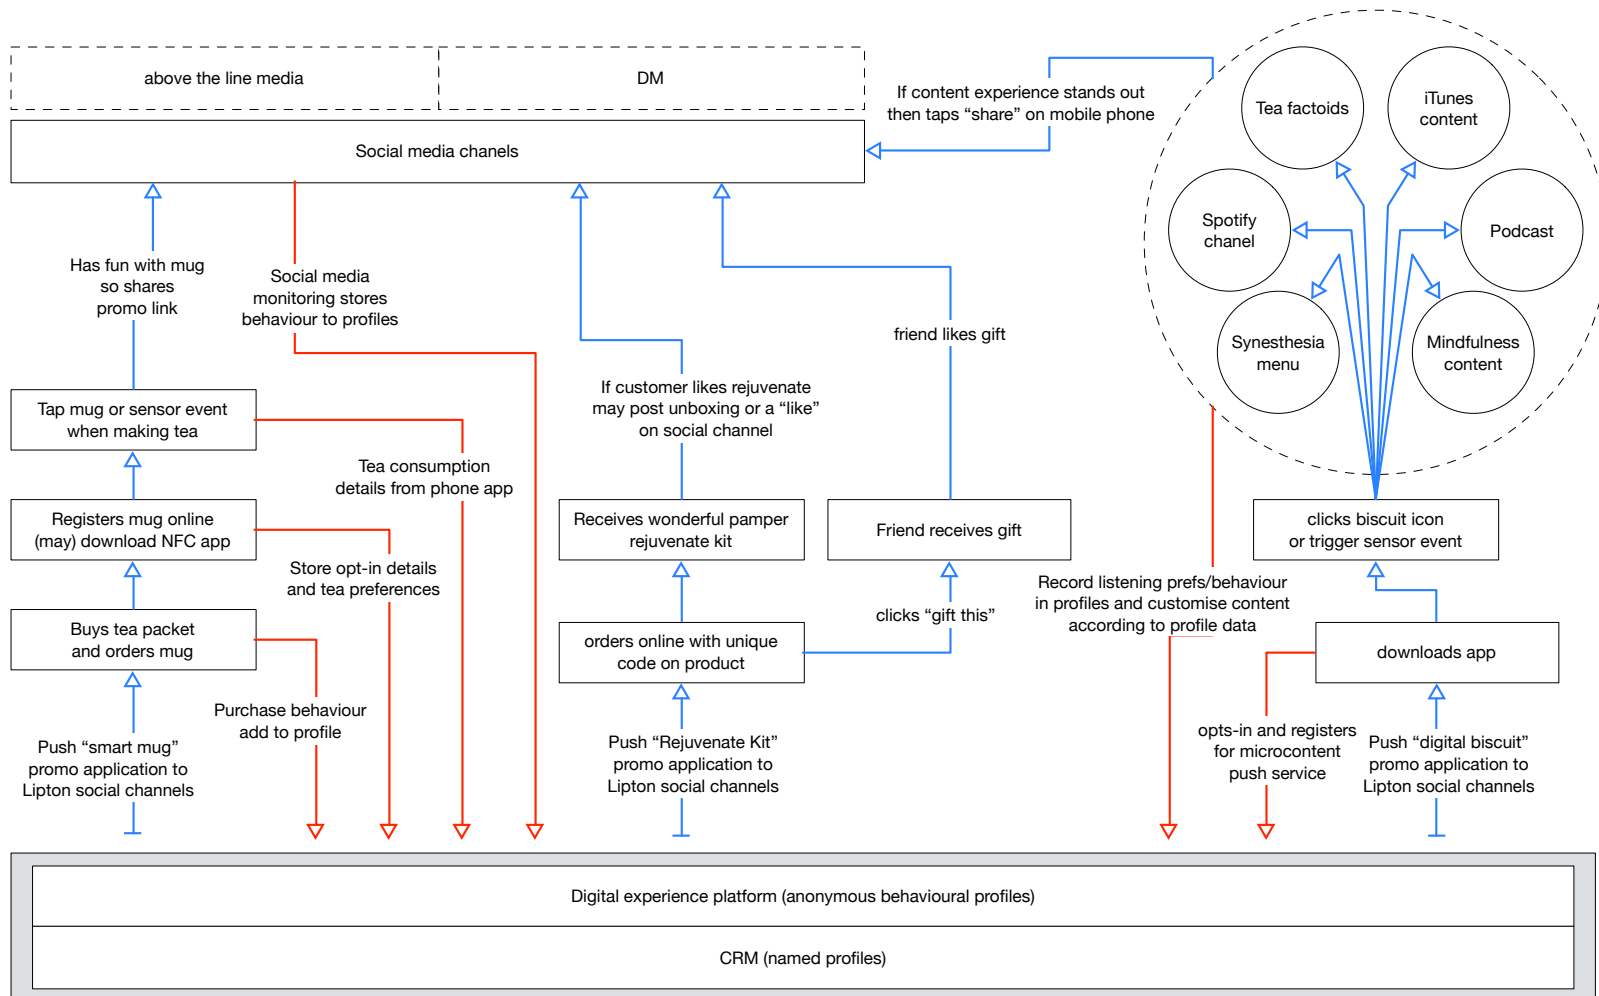 above the line media
DM
Social media chanels
If content experience stands out
then taps “share” on mobile phone
Tea factoids
iTunes
content
Spotify
chanel
Podcast
Synesthesia
menu
Mindfulness
content
Has fun with mug
so shares
promo link
Social media
monitoring stores
behaviour to profiles
friend likes gift
If customer likes rejuvenate
may post unboxing or a “like”
on social channel
Tap mug or sensor event
when making tea
Tea consumption
details from phone app
Registers mug online
(may) download NFC app
Receives wonderful pamper
rejuvenate kit
Friend receives gift
clicks biscuit icon
or trigger sensor event
Store opt-in details
and tea preferences
Record listening prefs/behaviour
in profiles and customise content
according to profile data
clicks “gift this”
Buys tea packet
and orders mug
orders online with unique
code on product
downloads app
Purchase behaviour
add to profile
Push “smart mug”
promo application to
Lipton social channels
Push “Rejuvenate Kit”
promo application to
Lipton social channels
opts-in and registers
for microcontent
push service
Push “digital biscuit”
promo application to
Lipton social channels
Digital experience platform (anonymous behavioural profiles)
CRM (named profiles)